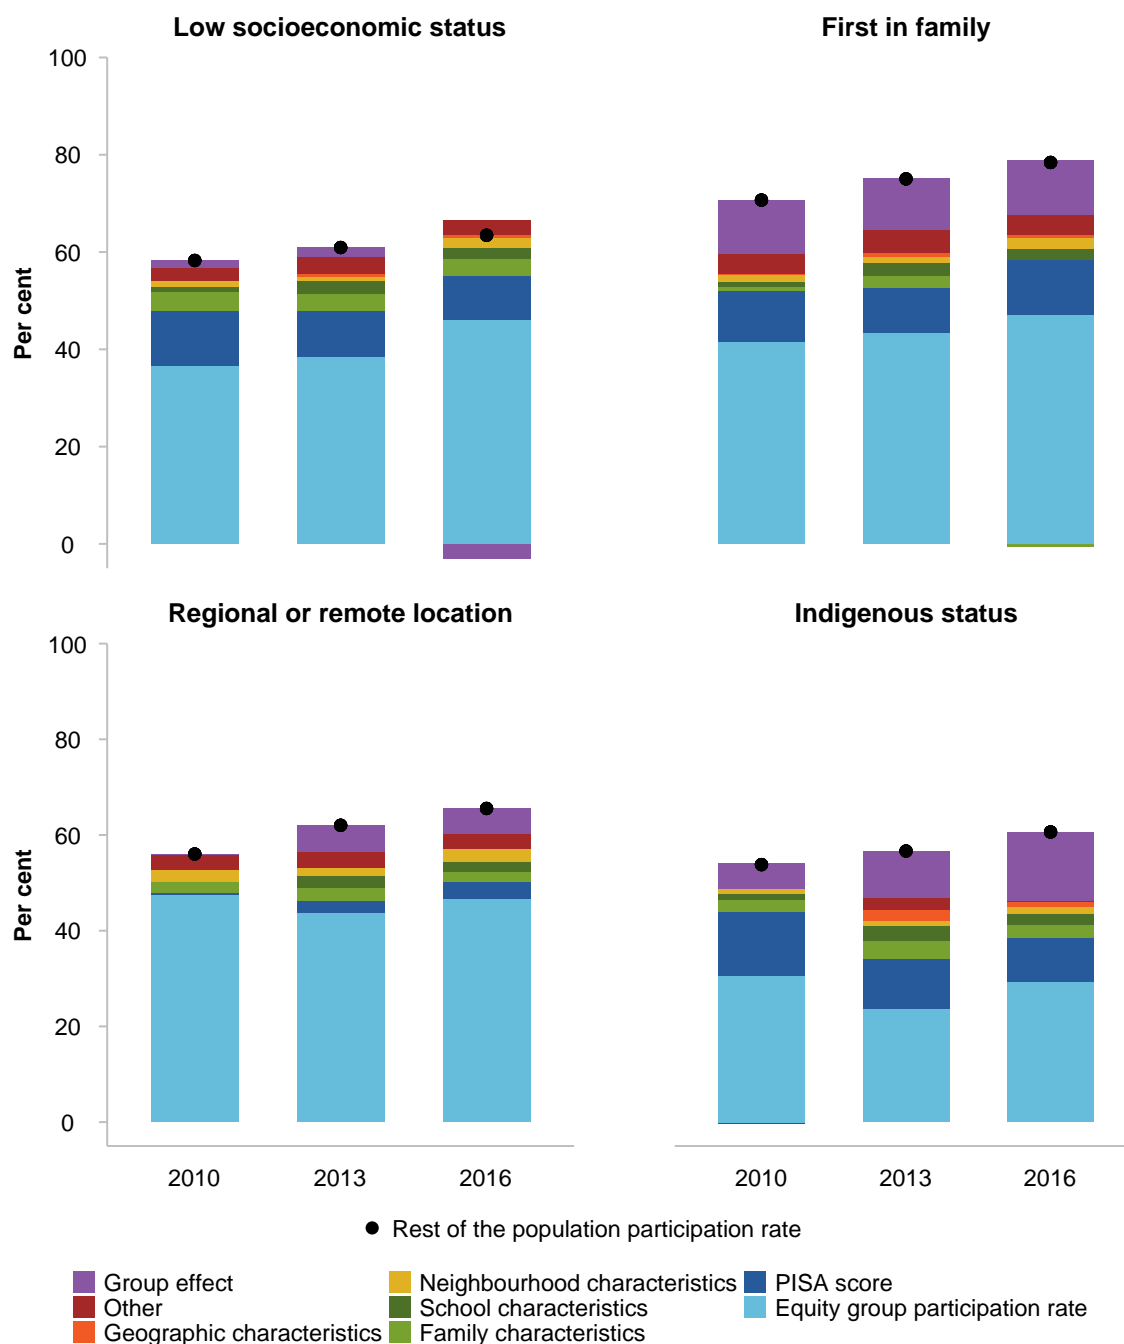 Low socioeconomic status
First in family
100
80
60
40
20
0
Per cent
Regional or remote location
Indigenous status
100
80
60
40
20
0
Per cent
2010 2013 2016
2010 2013 2016
Rest of the population participation rate
Group effect Neighbourhood characteristics PISA score
Other School characteristics Equity group participation rate
Geographic characteristics Family characteristics